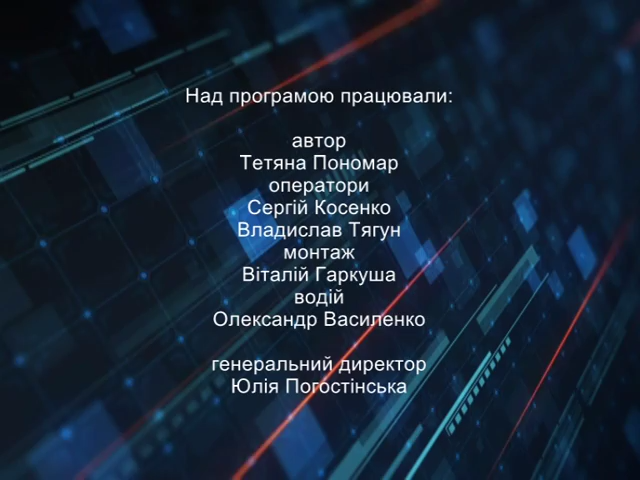 Над програмою працювали:
автор
Тетяна Пономар
оператори
Сергій Косенко
Владислав Тягун
монтаж
Віталій Гаркуша
водій
Олександр Василенко
генеральний директор
Юлія Погостінська